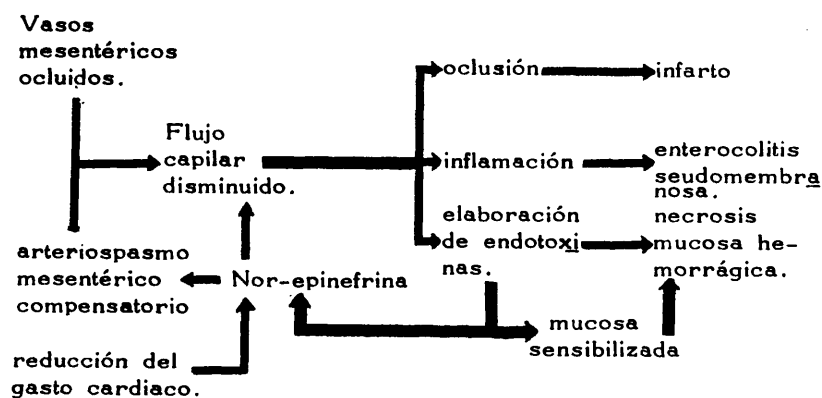 Vasos
mesentéricos
ocluidos.
Flujo
capilar
disminuido.
arteriospasmo
mesentérico
compensatorio
Nor-epinefrina
reducción del
gasto cardiaco.
oclusión
infarto
inflamación
enterocolitis
seudomembra
nosa.
elaboración
de endotoxi
nas.
necrosis
mucosa he-
morrágica.
mucosa
sensibilizada